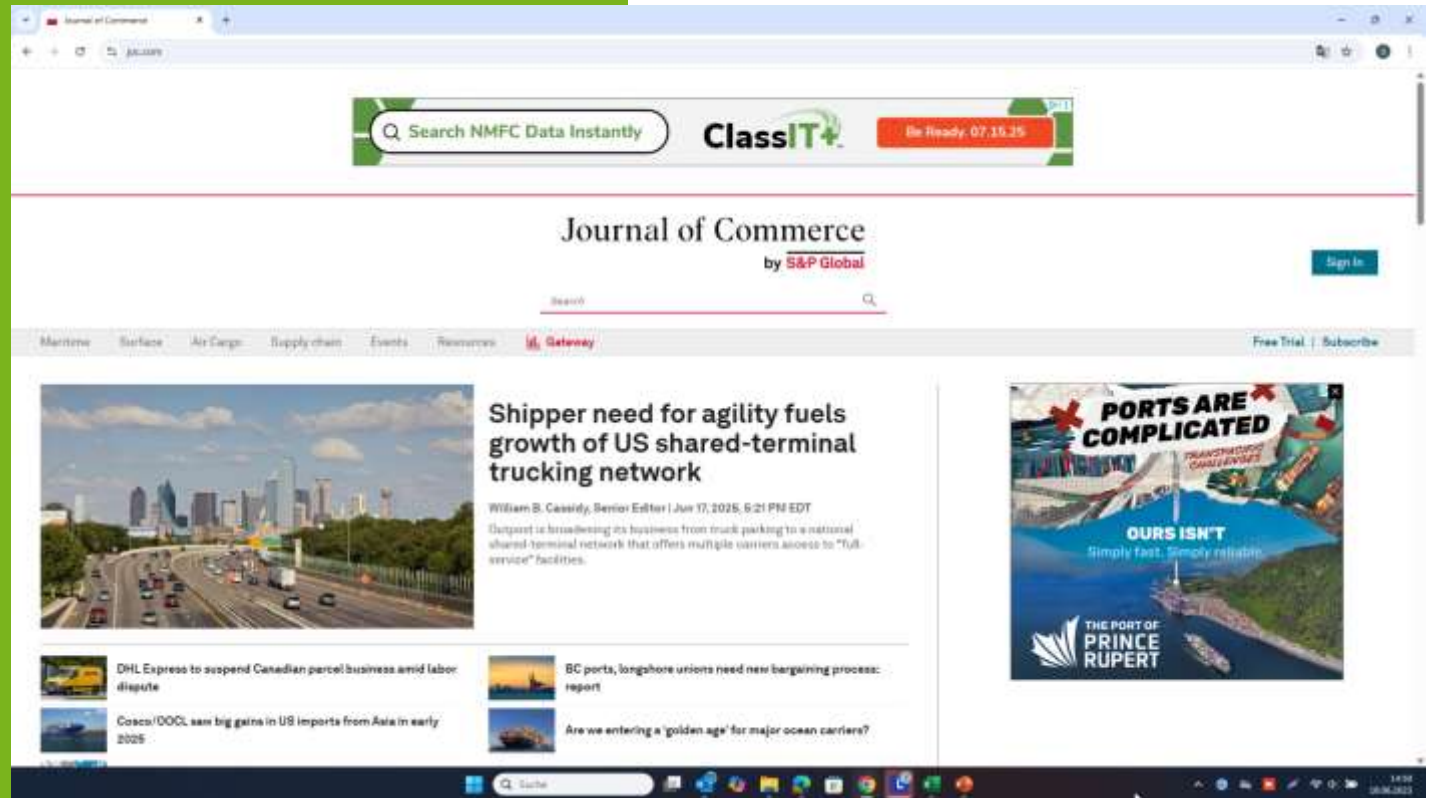 Journal of Commerce
joc.com
Search NMFC Data Instantly
ClassIT+
Be Ready. 07.15.25
Journal of Commerce
by S&P Global
Sign In
Search
Maritime Surface Air Cargo Supply chain Events Resources Gateway
Free Trial | Subscribe
Shipper need for agility fuels
growth of US shared-terminal
trucking network
William B. Cassidy, Senior Editor | Jun 17, 2025, 5:21 PM EDT
Outpost is broadening its business from truck parking to a national
shared-terminal network that offers multiple carriers access to "full-
service" facilities.
PORTS ARE
COMPLICATED
TRANSPACIFIC
CHALLENGES
OURS ISN'T
Simply fast. Simply reliable.
THE PORT OF
PRINCE
RUPERT
DHL Express to suspend Canadian parcel business amid labor
dispute
BC ports, longshore unions need new bargaining process:
report
Cosco/OOCL saw big gains in US imports from Asia in early
2025
Are we entering a 'golden age' for major ocean carriers?
Suche
14:50